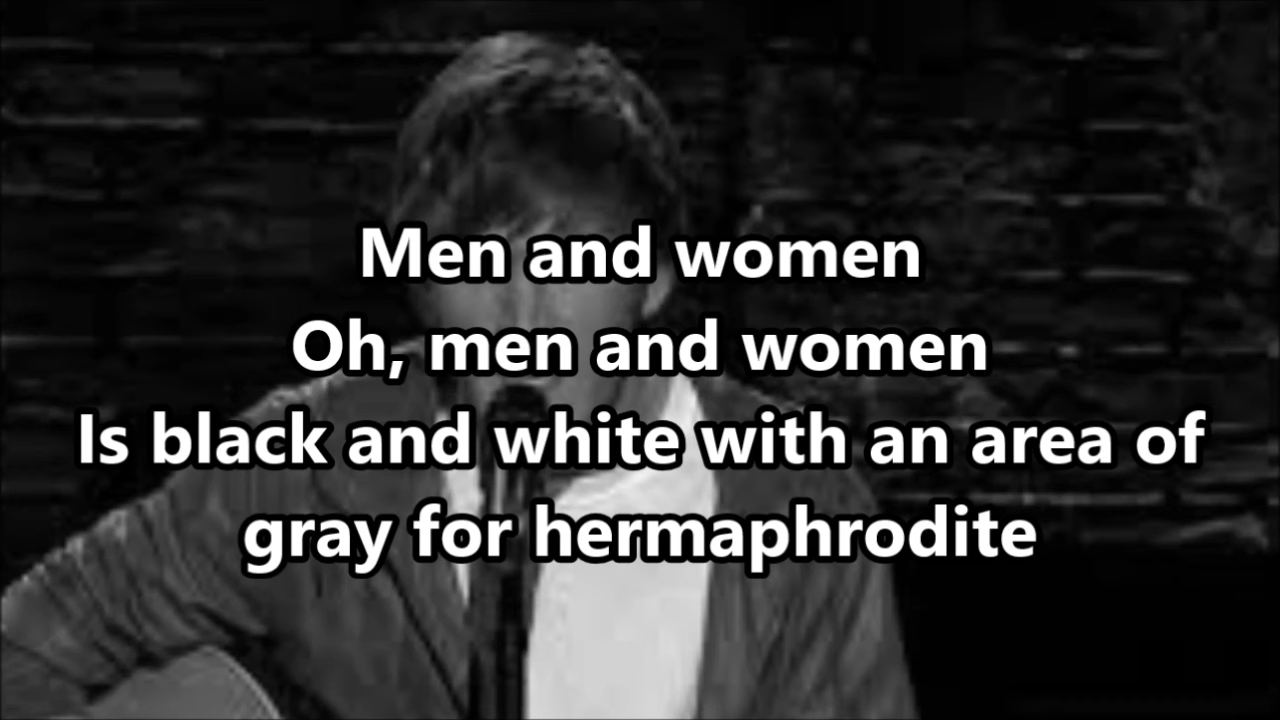 Men and women
Oh, men and women
Is black and white with an area of
gray for hermaphrodite